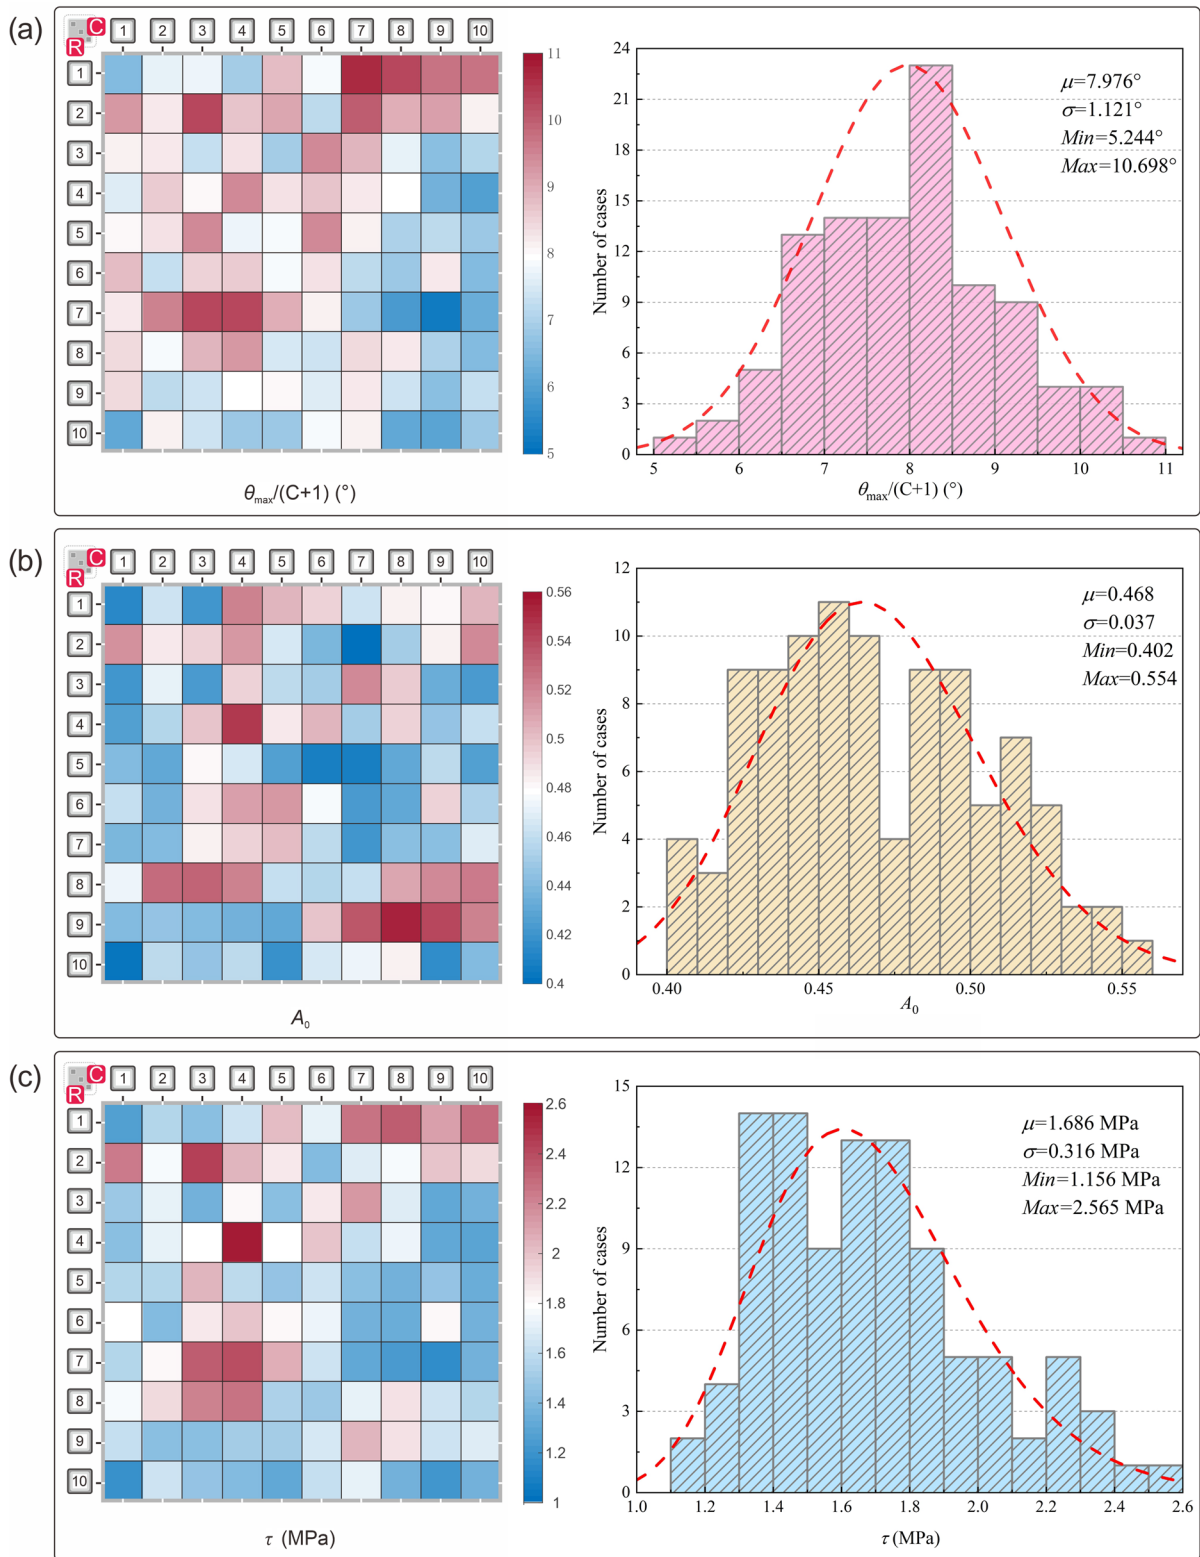 (a)
C
R
1 2 3 4 5 6 7 8 9 10
1
2
3
4
5
6
7
8
9
10
11
10
9
8
7
6
5
θmax/(C+1) (°)
24
21
18
15
12
9
6
3
0
Number of cases
μ=7.976°
σ=1.121°
Min=5.244°
Max=10.698°
5 6 7 8 9 10 11
θmax/(C+1) (°)
(b)
C
R
1 2 3 4 5 6 7 8 9 10
1
2
3
4
5
6
7
8
9
10
0.56
0.54
0.52
0.5
0.48
0.46
0.44
0.42
0.4
A0
12
10
8
6
4
2
0
Number of cases
μ=0.468
σ=0.037
Min=0.402
Max=0.554
0.40 0.45 0.50 0.55
A0
(c)
C
R
1 2 3 4 5 6 7 8 9 10
1
2
3
4
5
6
7
8
9
10
2.6
2.4
2.2
2
1.8
1.6
1.4
1.2
1
τ (MPa)
15
12
9
6
3
0
Number of cases
μ=1.686 MPa
σ=0.316 MPa
Min=1.156 MPa
Max=2.565 MPa
1.0 1.2 1.4 1.6 1.8 2.0 2.2 2.4 2.6
τ (MPa)